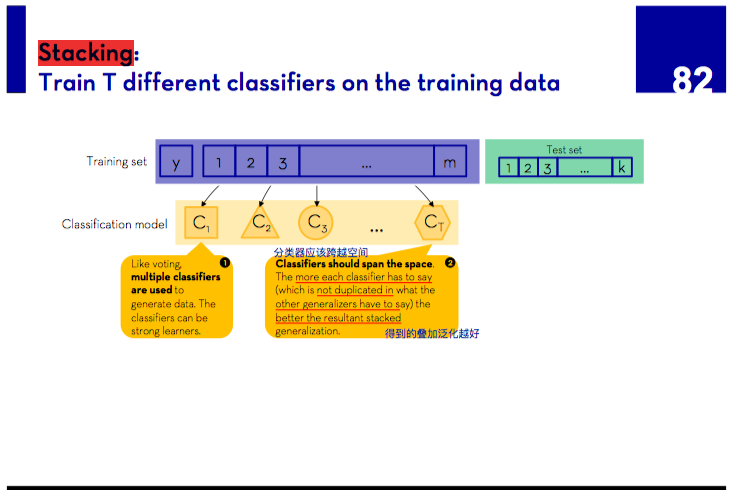 Stacking:
82
Train T different classifiers on the training data
Training set
y 1 2 3 ... m
Test set
1 2 3 ... k
Classification model
C1 C2 C3 ... CT
分类器应该跨越空间
1
Like voting,
multiple classifiers
are used to
generate data. The
classifiers can be
strong learners.
2
Classifiers should span the space.
The more each classifier has to say
(which is not duplicated in what the
other generalizers have to say) the
better the resultant stacked
generalization.
得到的叠加泛化越好